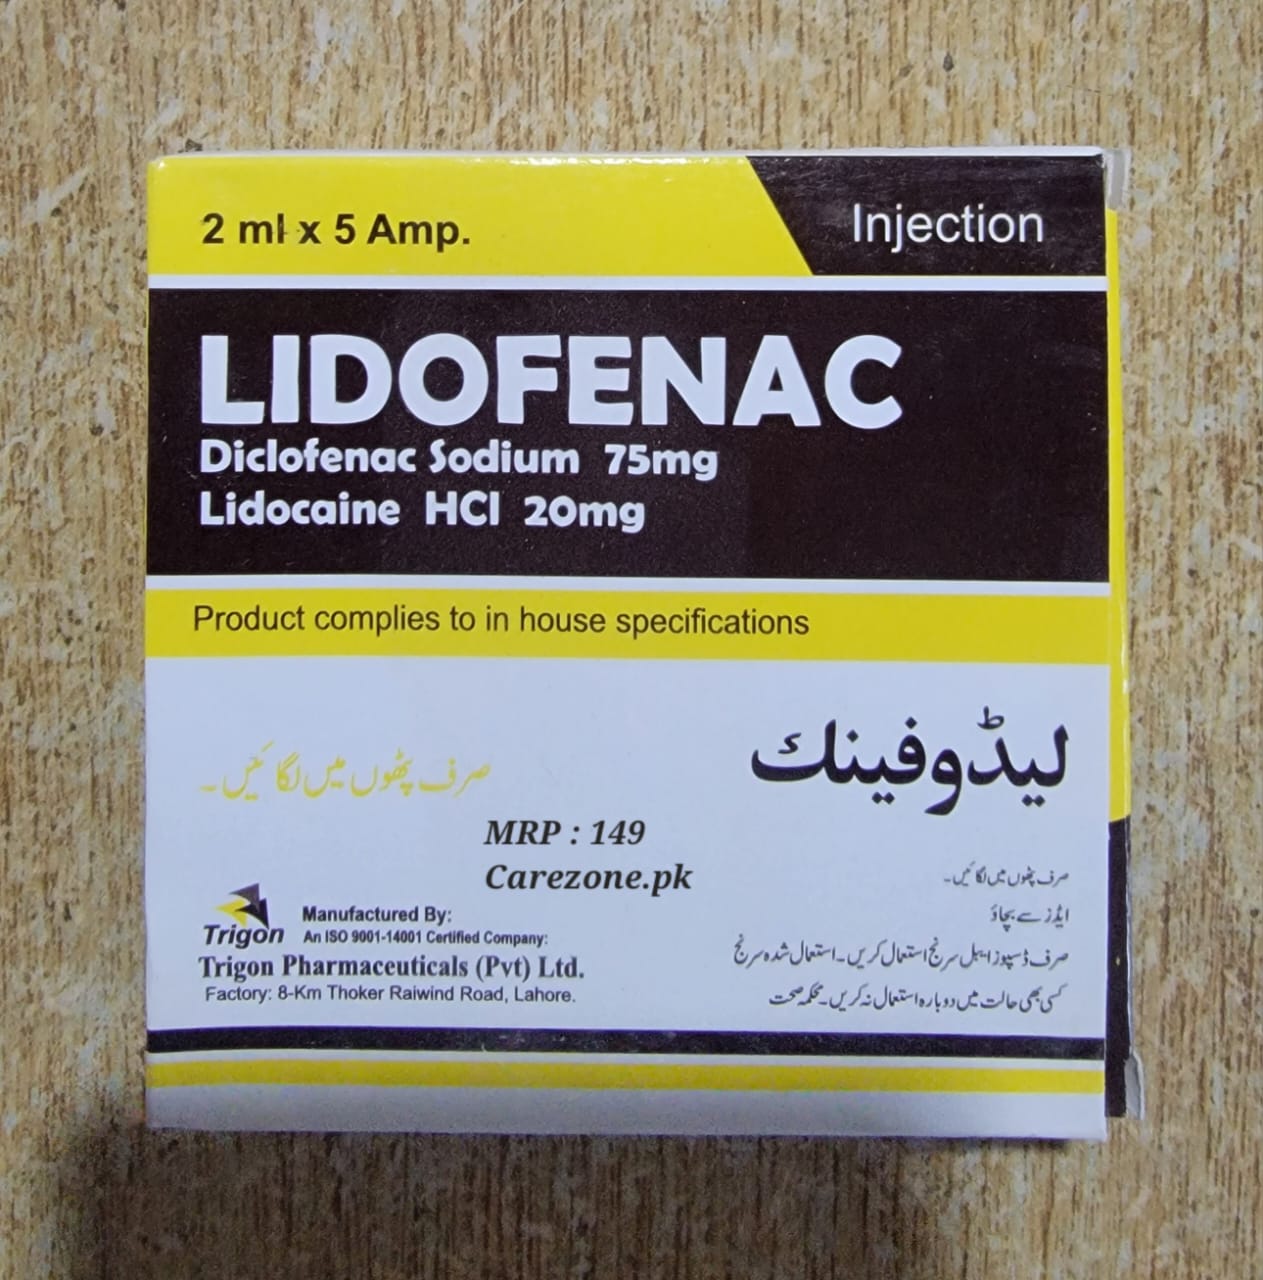 2 ml x 5 Amp.
Injection
LIDOFENAC
Diclofenac Sodium 75mg
Lidocaine HCl 20mg
Product complies to in house specifications
لیڈوفینك
صرف پٹھوں میں لگائیں۔
MRP : 149
Carezone.pk
صرف پٹھوں میں لگائیں۔
ایڈز سے بچاؤ
صرف ڈسپوزایبل سرنج استعمال کریں۔ استعمال شدہ سرنج
کسی بھی حالت میں دوبارہ استعمال نہ کریں۔ محکمہ صحت
Trigon
Manufactured By:
An ISO 9001-14001 Certified Company:
Trigon Pharmaceuticals (Pvt) Ltd.
Factory: 8-Km Thoker Raiwind Road, Lahore.